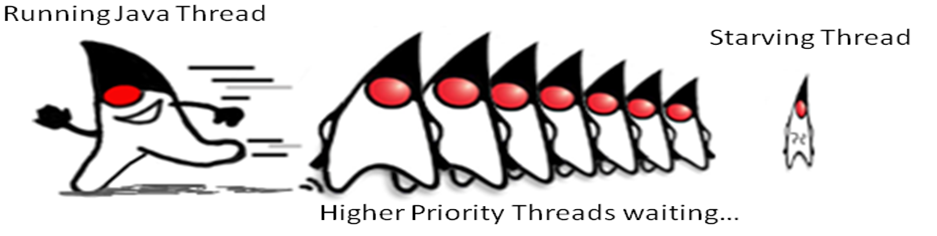 Running Java Thread
Starving Thread
Higher Priority Threads waiting...